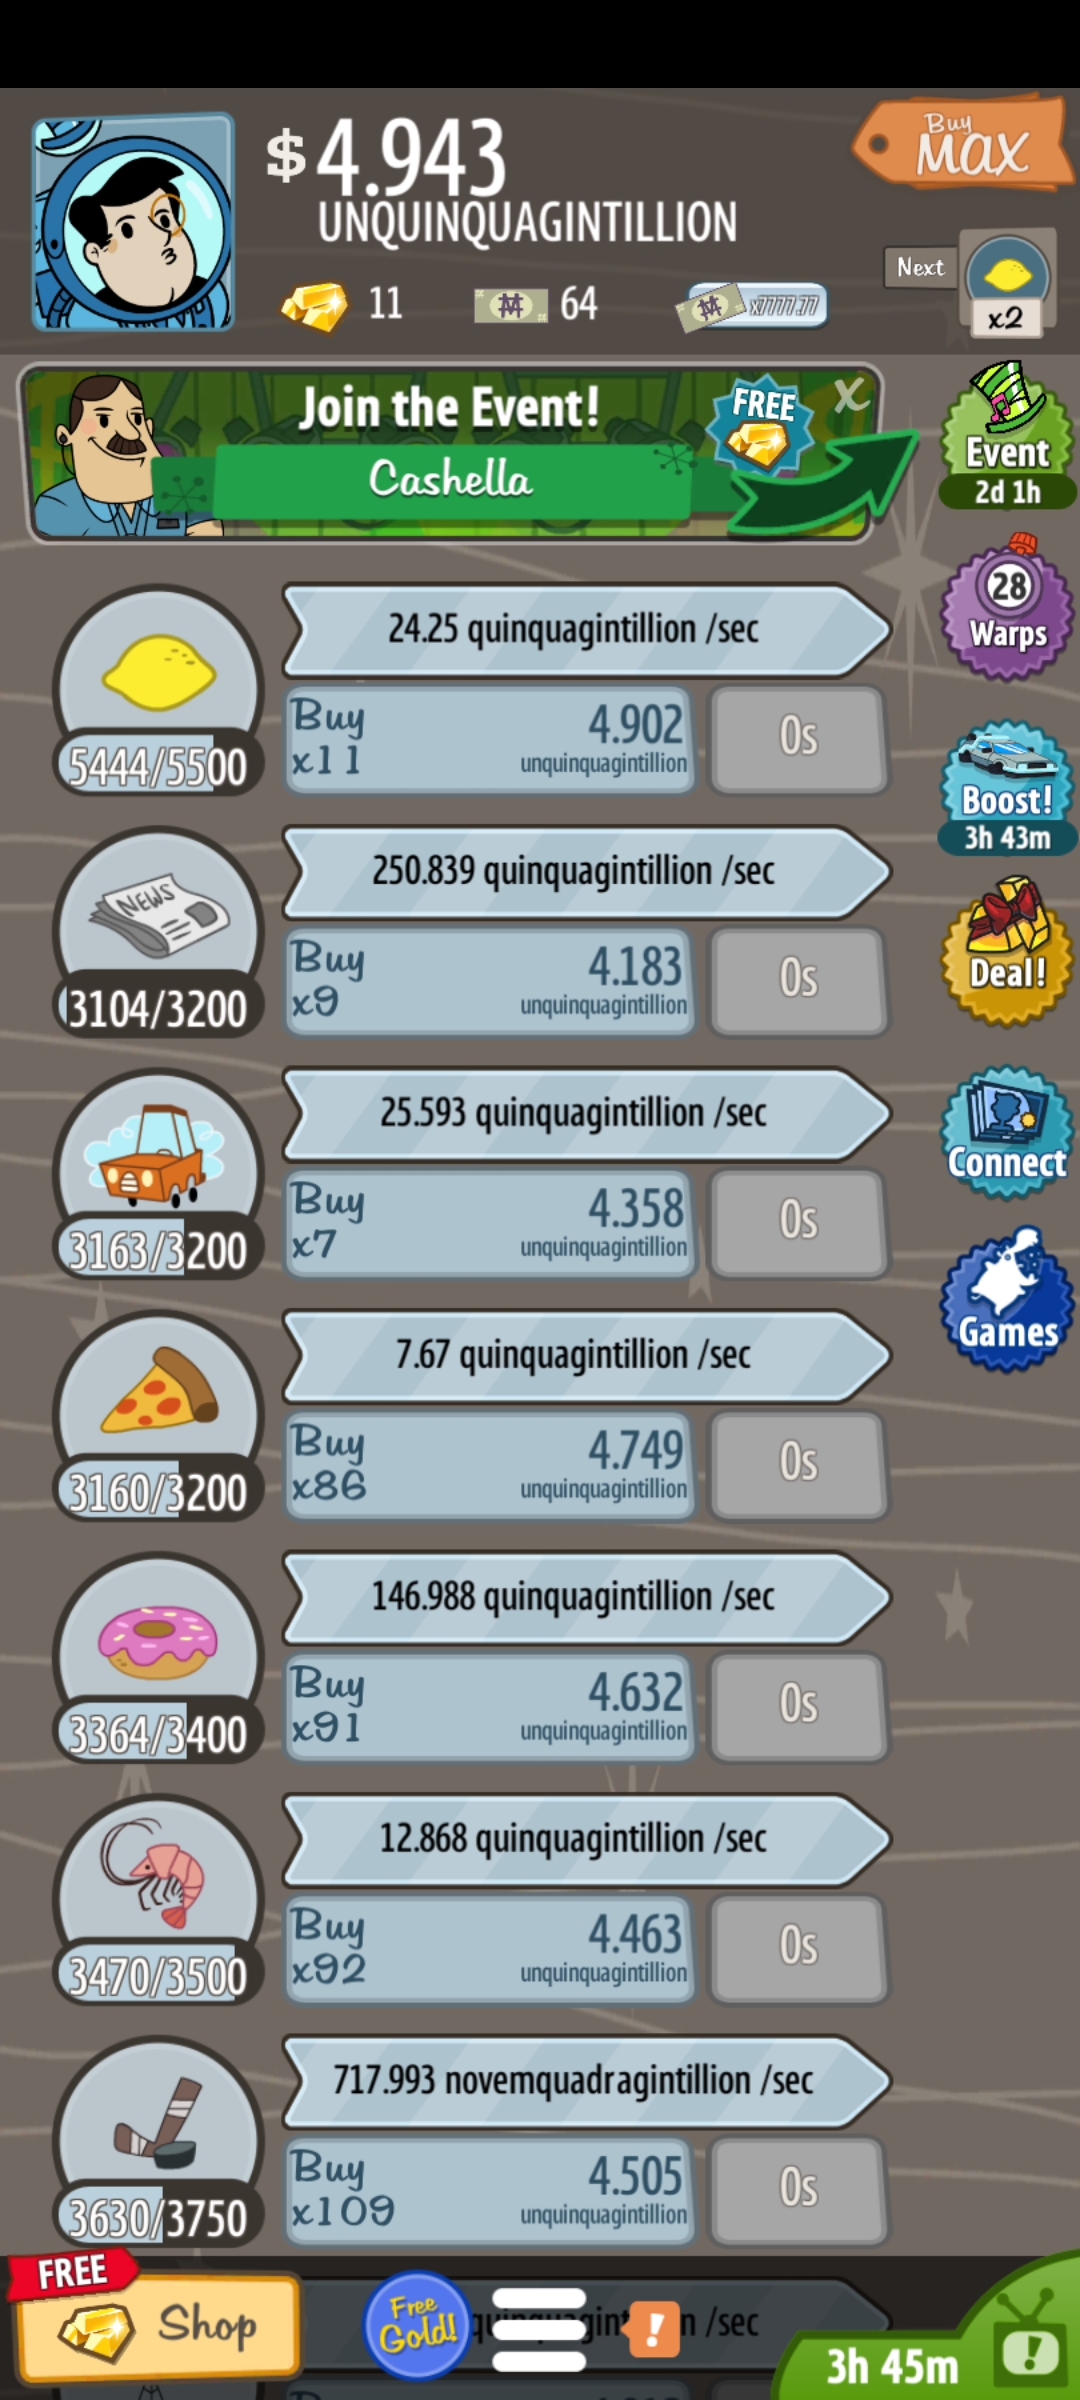 $4.943
UNQUINQUAGINTILLION
Buy
MAX
11
64
x7777.77
Next
x2
Join the Event!
Cashella
FREE
X
Event
2d 1h
28
Warps
Boost!
3h 43m
Deal!
Connect
Games
24.25 quinquagintillion /sec
5444/5500
Buy
x11
4.902
unquinquagintillion
0s
250.839 quinquagintillion /sec
NEWS
3104/3200
Buy
x9
4.183
unquinquagintillion
0s
25.593 quinquagintillion /sec
3163/3200
Buy
x7
4.358
unquinquagintillion
0s
7.67 quinquagintillion /sec
3160/3200
Buy
x86
4.749
unquinquagintillion
0s
146.988 quinquagintillion /sec
3364/3400
Buy
x91
4.632
unquinquagintillion
0s
12.868 quinquagintillion /sec
3470/3500
Buy
x92
4.463
unquinquagintillion
0s
717.993 novemquadragintillion /sec
3630/3750
Buy
x109
4.505
unquinquagintillion
0s
FREE
Shop
Free
Gold!
!
/sec
3h 45m
!
Buy